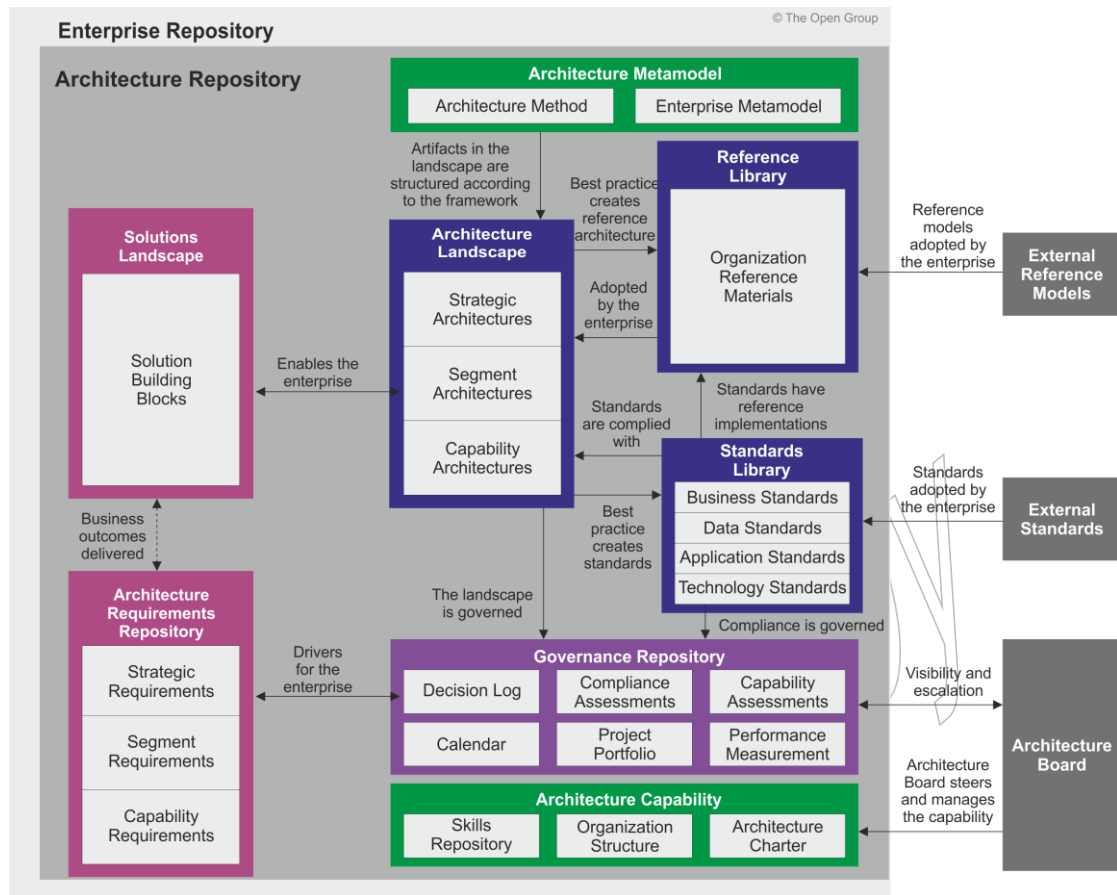 © The Open Group
Enterprise Repository
Architecture Repository
Architecture Metamodel
Architecture Method
Enterprise Metamodel
Artifacts in the
landscape are
structured according
to the framework
Best practice
creates
reference
architecture
Reference
Library
Organization
Reference
Materials
Reference
models
adopted by
the enterprise
External
Reference
Models
Solutions
Landscape
Solution
Building
Blocks
Enables the
enterprise
Architecture
Landscape
Strategic
Architectures
Segment
Architectures
Capability
Architectures
Adopted
by the
enterprise
Standards
are complied
with
Standards have
reference
implementations
Standards
Library
Business Standards
Data Standards
Application Standards
Technology Standards
Standards
adopted by
the enterprise
External
Standards
Best
practice
creates
standards
Business
outcomes
delivered
Architecture
Requirements
Repository
Strategic
Requirements
Segment
Requirements
Capability
Requirements
The landscape
is governed
Compliance is governed
Drivers
for the
enterprise
Governance Repository
Decision Log
Compliance
Assessments
Capability
Assessments
Calendar
Project
Portfolio
Performance
Measurement
Visibility and
escalation
Architecture
Board
Architecture
Board steers
and manages
the capability
Architecture Capability
Skills
Repository
Organization
Structure
Architecture
Charter